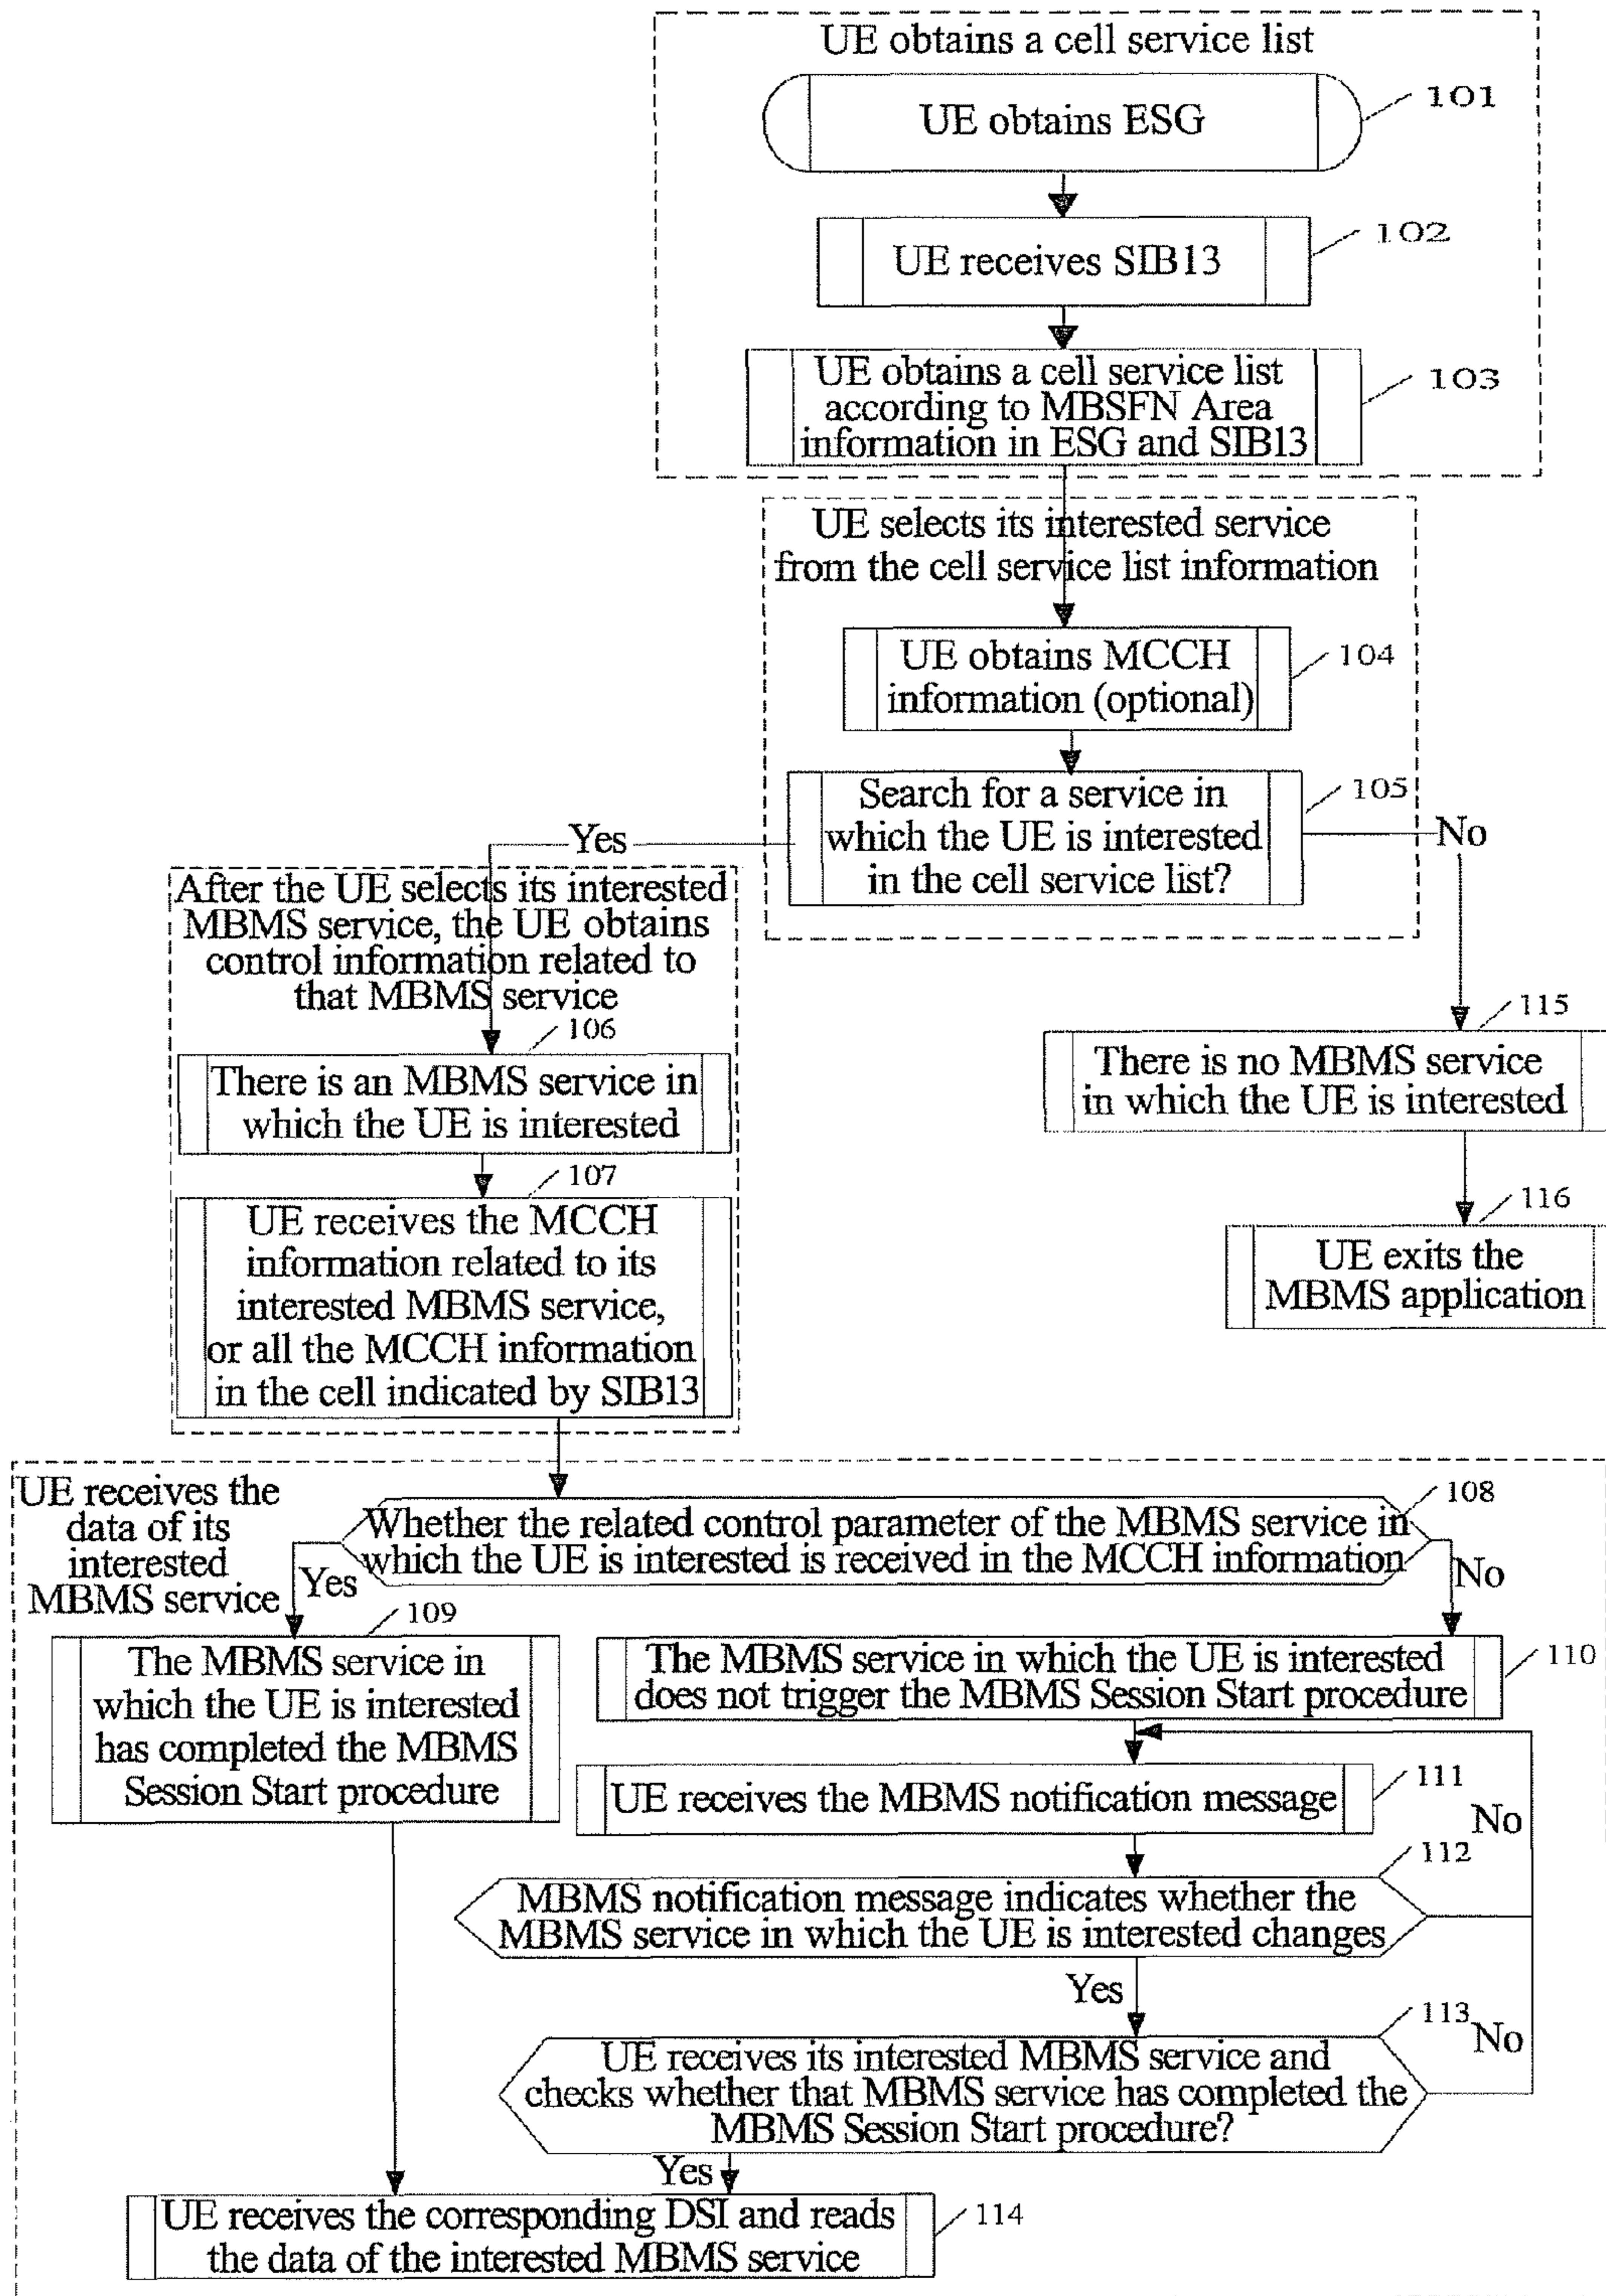 UE obtains a cell service list
UE obtains ESG
101
UE receives SIB13
102
UE obtains a cell service list
according to MBSFN Area
information in ESG and SIB13
103
UE selects its interested service
from the cell service list information
UE obtains MCCH
information (optional)
104
Search for a service in
which the UE is interested
in the cell service list?
105
Yes
No
After the UE selects its interested
MBMS service, the UE obtains
control information related to
that MBMS service
106
There is an MBMS service in
which the UE is interested
115
There is no MBMS service
in which the UE is interested
107
UE receives the MCCH
information related to its
interested MBMS service,
or all the MCCH information
in the cell indicated by SIB13
116
UE exits the
MBMS application
UE receives the
data of its
interested
MBMS service
108
Whether the related control parameter of the MBMS service in
which the UE is interested is received in the MCCH information
Yes
No
109
The MBMS service in
which the UE is interested
has completed the MBMS
Session Start procedure
The MBMS service in which the UE is interested
does not trigger the MBMS Session Start procedure
110
UE receives the MBMS notification message
111
No
112
MBMS notification message indicates whether the
MBMS service in which the UE is interested changes
Yes
113
No
UE receives its interested MBMS service and
checks whether that MBMS service has completed the
MBMS Session Start procedure?
Yes
UE receives the corresponding DSI and reads
the data of the interested MBMS service
114